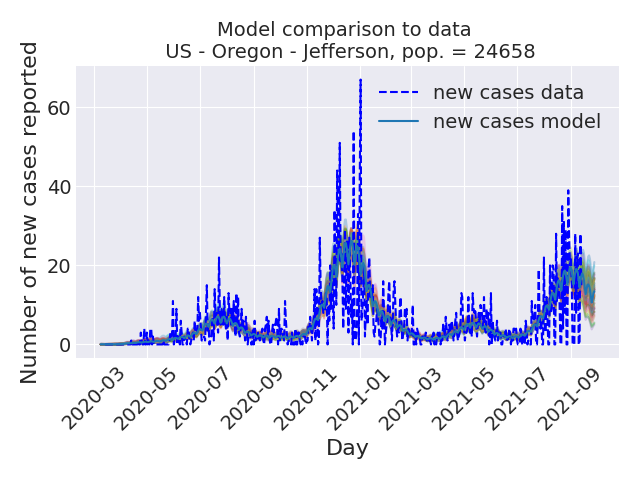 Model comparison to data
US - Oregon - Jefferson, pop. = 24658
Number of new cases reported
60
40
20
0
new cases data
new cases model
2020-03
2020-05
2020-07
2020-09
2020-11
2021-01
2021-03
2021-05
2021-07
2021-09
Day